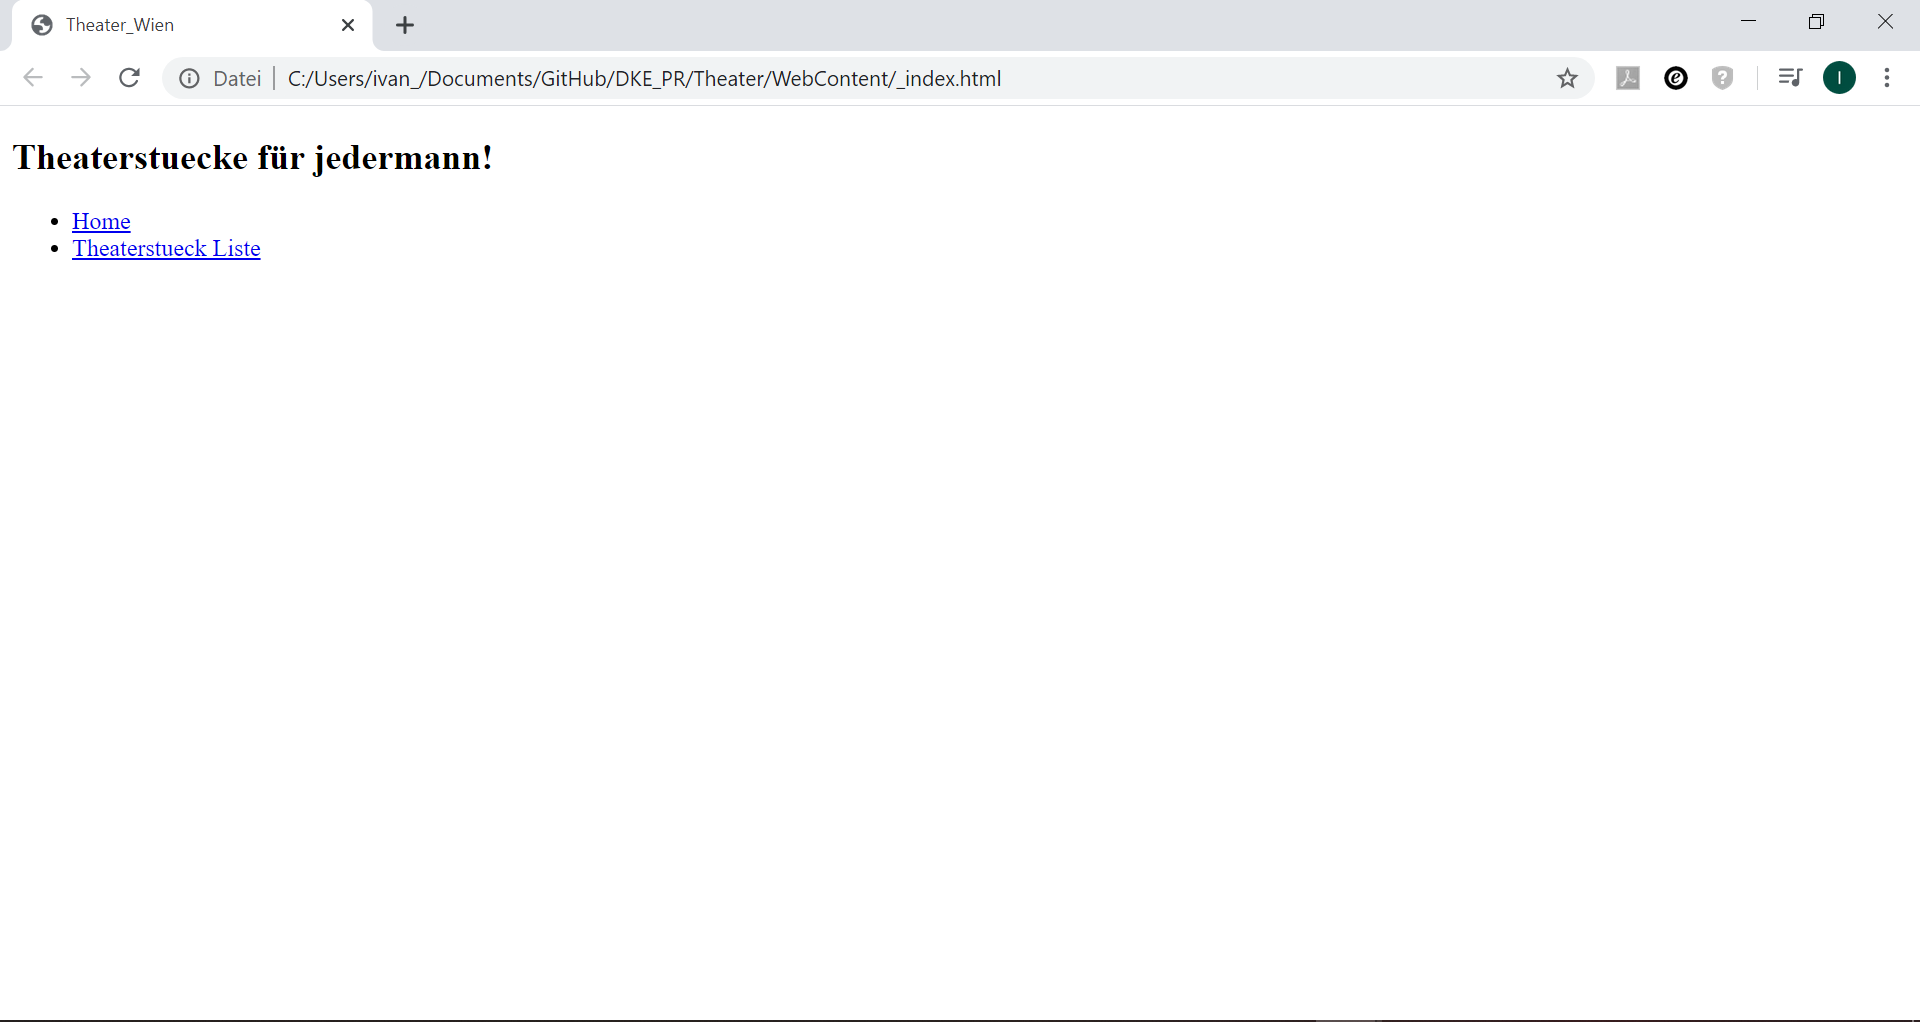 Theater_Wien
Datei C:/Users/ivan_/Documents/GitHub/DKE_PR/Theater/WebContent/_index.html
I
Theaterstuecke für jedermann!
Home
Theaterstueck Liste